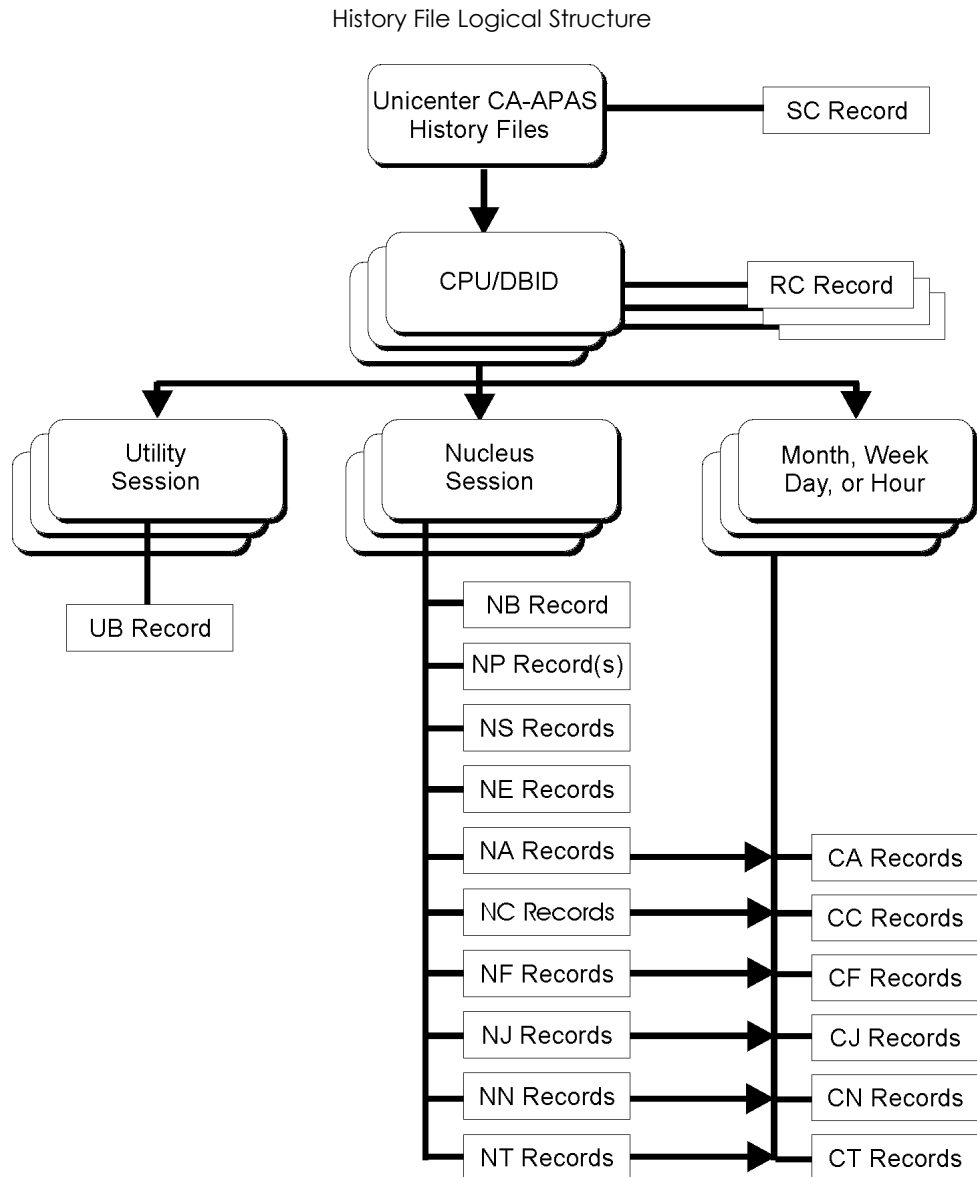 History File Logical Structure
Unicenter CA-APAS
History Files
SC Record
CPU/DBID
RC Record
Utility
Session
Nucleus
Session
Month, Week
Day, or Hour
UB Record
NB Record
NP Record(s)
NS Records
NE Records
NA Records
CA Records
NC Records
CC Records
NF Records
CF Records
NJ Records
CJ Records
NN Records
CN Records
NT Records
CT Records